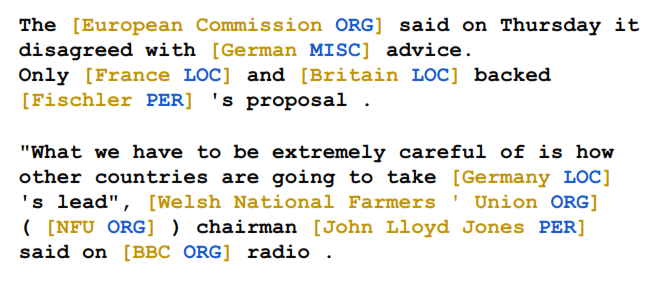 The [European Commission ORG] said on Thursday it
disagreed with [German MISC] advice.
Only [France LOC] and [Britain LOC] backed
[Fischler PER] 's proposal .
"What we have to be extremely careful of is how
other countries are going to take [Germany LOC]
's lead", [Welsh National Farmers ' Union ORG]
( [NFU ORG] ) chairman [John Lloyd Jones PER]
said on [BBC ORG] radio .